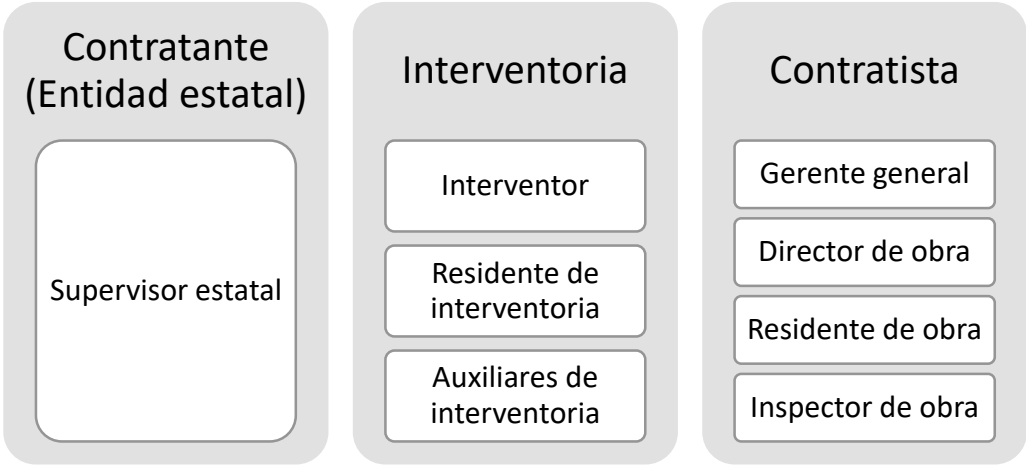 Contratante
(Entidad estatal)
Supervisor estatal
Interventoria
Interventor
Residente de
interventoria
Auxiliares de
interventoria
Contratista
Gerente general
Director de obra
Residente de obra
Inspector de obra